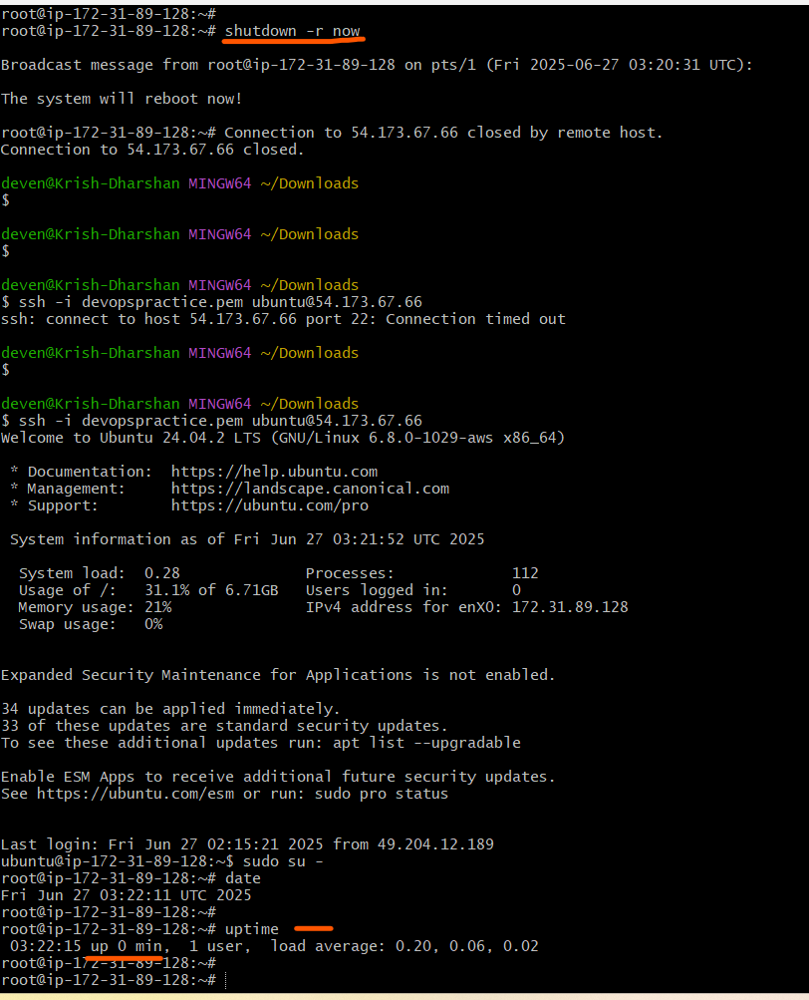 root@ip-172-31-89-128:~#
root@ip-172-31-89-128:~# shutdown -r now
Broadcast message from root@ip-172-31-89-128 on pts/1 (Fri 2025-06-27 03:20:31 UTC):
The system will reboot now!
root@ip-172-31-89-128:~# Connection to 54.173.67.66 closed by remote host.
Connection to 54.173.67.66 closed.
deven@Krish-Dharshan MINGW64 ~/Downloads
$
deven@Krish-Dharshan MINGW64 ~/Downloads
$
deven@Krish-Dharshan MINGW64 ~/Downloads
$ ssh -i devopspractice.pem ubuntu@54.173.67.66
ssh: connect to host 54.173.67.66 port 22: Connection timed out
deven@Krish-Dharshan MINGW64 ~/Downloads
$
deven@Krish-Dharshan MINGW64 ~/Downloads
$ ssh -i devopspractice.pem ubuntu@54.173.67.66
Welcome to Ubuntu 24.04.2 LTS (GNU/Linux 6.8.0-1029-aws x86_64)
* Documentation: https://help.ubuntu.com
* Management: https://landscape.canonical.com
* Support: https://ubuntu.com/pro
System information as of Fri Jun 27 03:21:52 UTC 2025
System load: 0.28 Processes: 112
Usage of /: 31.1% of 6.71GB Users logged in: 0
Memory usage: 21% IPv4 address for enX0: 172.31.89.128
Swap usage: 0%
Expanded Security Maintenance for Applications is not enabled.
34 updates can be applied immediately.
33 of these updates are standard security updates.
To see these additional updates run: apt list --upgradable
Enable ESM Apps to receive additional future security updates.
See https://ubuntu.com/esm or run: sudo pro status
Last login: Fri Jun 27 02:15:21 2025 from 49.204.12.189
ubuntu@ip-172-31-89-128:~$ sudo su -
root@ip-172-31-89-128:~# date
Fri Jun 27 03:22:11 UTC 2025
root@ip-172-31-89-128:~#
root@ip-172-31-89-128:~# uptime
03:22:15 up 0 min, 1 user, load average: 0.20, 0.06, 0.02
root@ip-172-31-89-128:~#
root@ip-172-31-89-128:~#